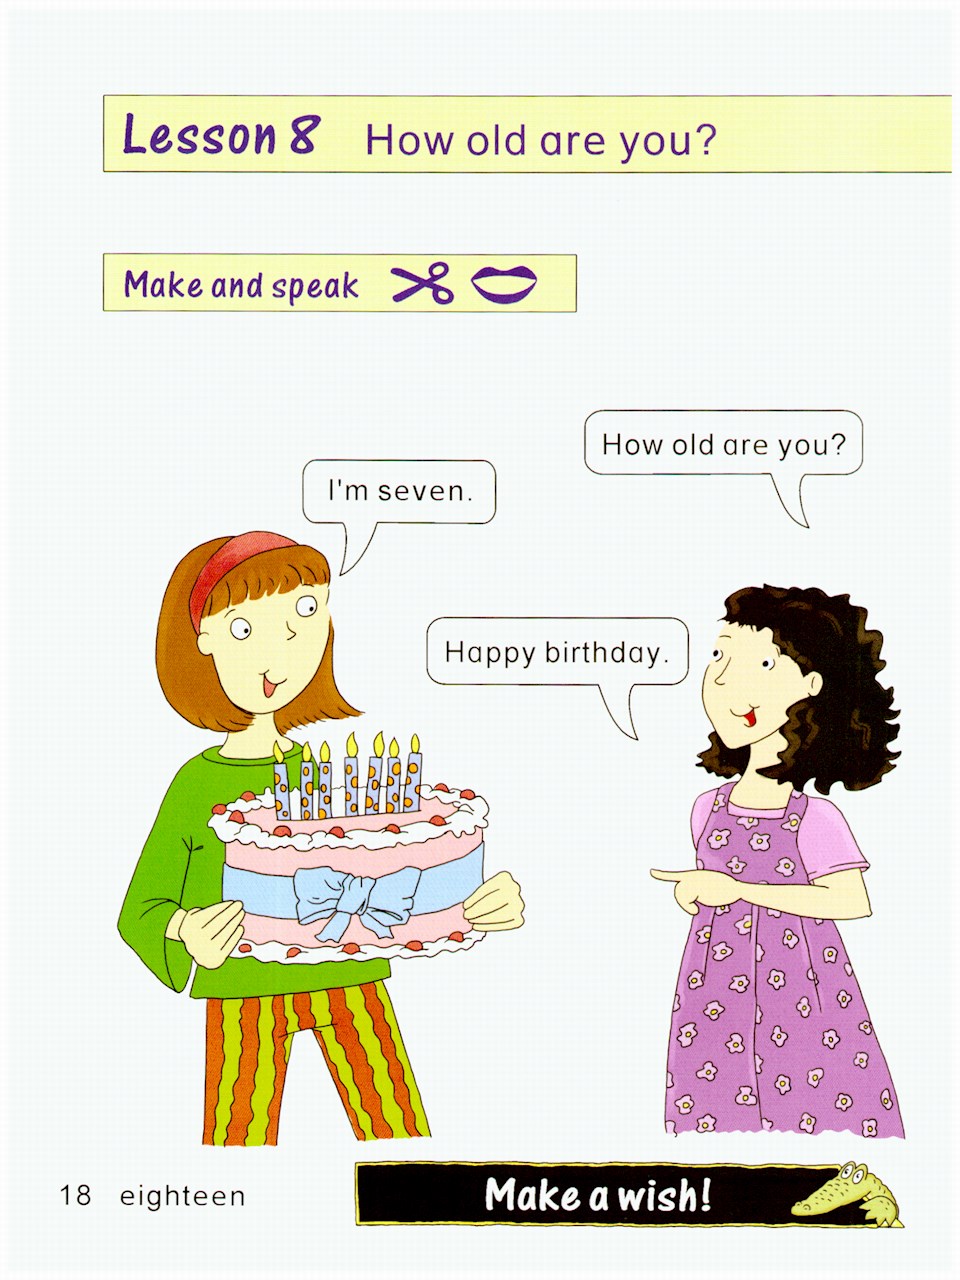 Lesson 8 How old are you?
Make and speak
How old are you?
I'm seven.
Happy birthday.
18 eighteen
Make a wish!